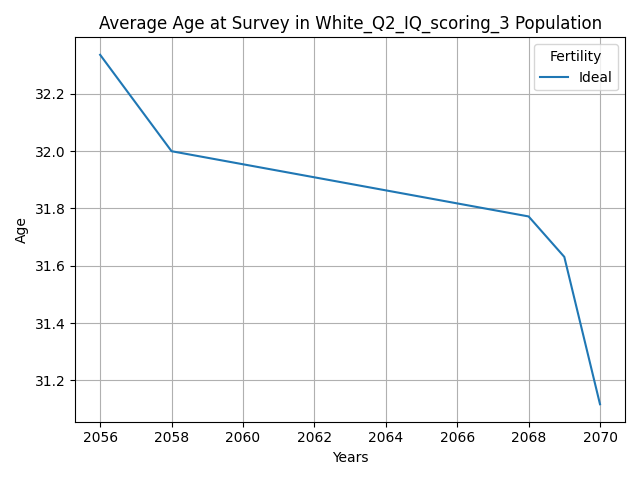 Average Age at Survey in White_Q2_IQ_scoring_3 Population
Fertility
Ideal
32.2
32.0
31.8
31.6
31.4
31.2
Age
2056 2058 2060 2062 2064 2066 2068 2070
Years